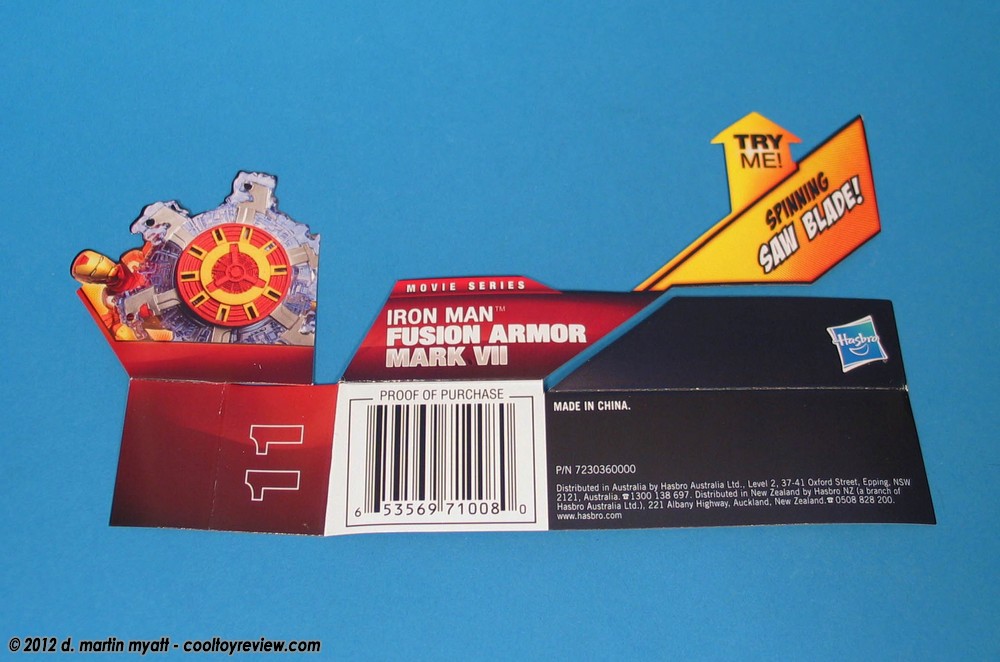 TRY
ME!
SPINNING
SAW BLADE!
MOVIE SERIES
IRON MAN™
FUSION ARMOR
MARK VII
Hasbro
PROOF OF PURCHASE
6 53569 71008 0
MADE IN CHINA.
P/N 7230360000
Distributed in Australia by Hasbro Australia Ltd., Level 2, 37-41 Oxford Street, Epping, NSW
2121, Australia. ☎1300 138 697. Distributed in New Zealand by Hasbro NZ (a branch of
Hasbro Australia Ltd.), 221 Albany Highway, Auckland, New Zealand.☎0508 828 200.
www.hasbro.com
© 2012 d. martin myatt - cooltoyreview.com